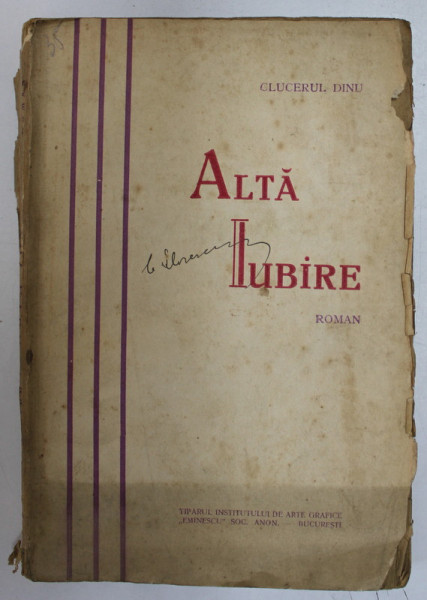 CLUCERUL DINU
ALTĂ
IUBIRE
ROMAN
TIPARUL INSTITUTULUI DE ARTE GRAFICE
„EMINESCU" SOC. ANON. BUCUREȘTI